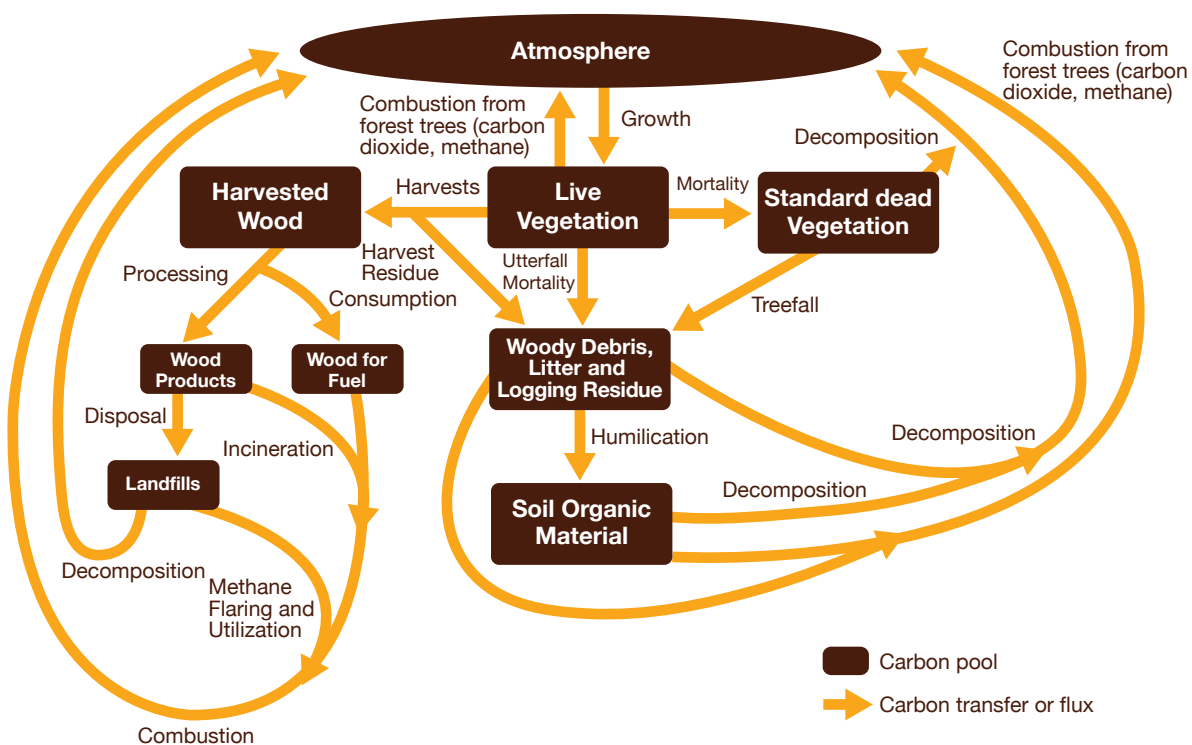 Atmosphere
Combustion from
forest trees (carbon
dioxide, methane)
Combustion from
forest trees (carbon
dioxide, methane)
Growth
Decomposition
Harvested
Wood
Harvests
Live
Vegetation
Mortality
Standard dead
Vegetation
Processing
Harvest
Residue
Consumption
Utterfall
Mortality
Treefall
Wood
Products
Wood for
Fuel
Woody Debris,
Litter and
Logging Residue
Disposal
Incineration
Humilication
Decomposition
Landfills
Soil Organic
Material
Decomposition
Decomposition
Methane
Flaring and
Utilization
Combustion
Carbon pool
Carbon transfer or flux